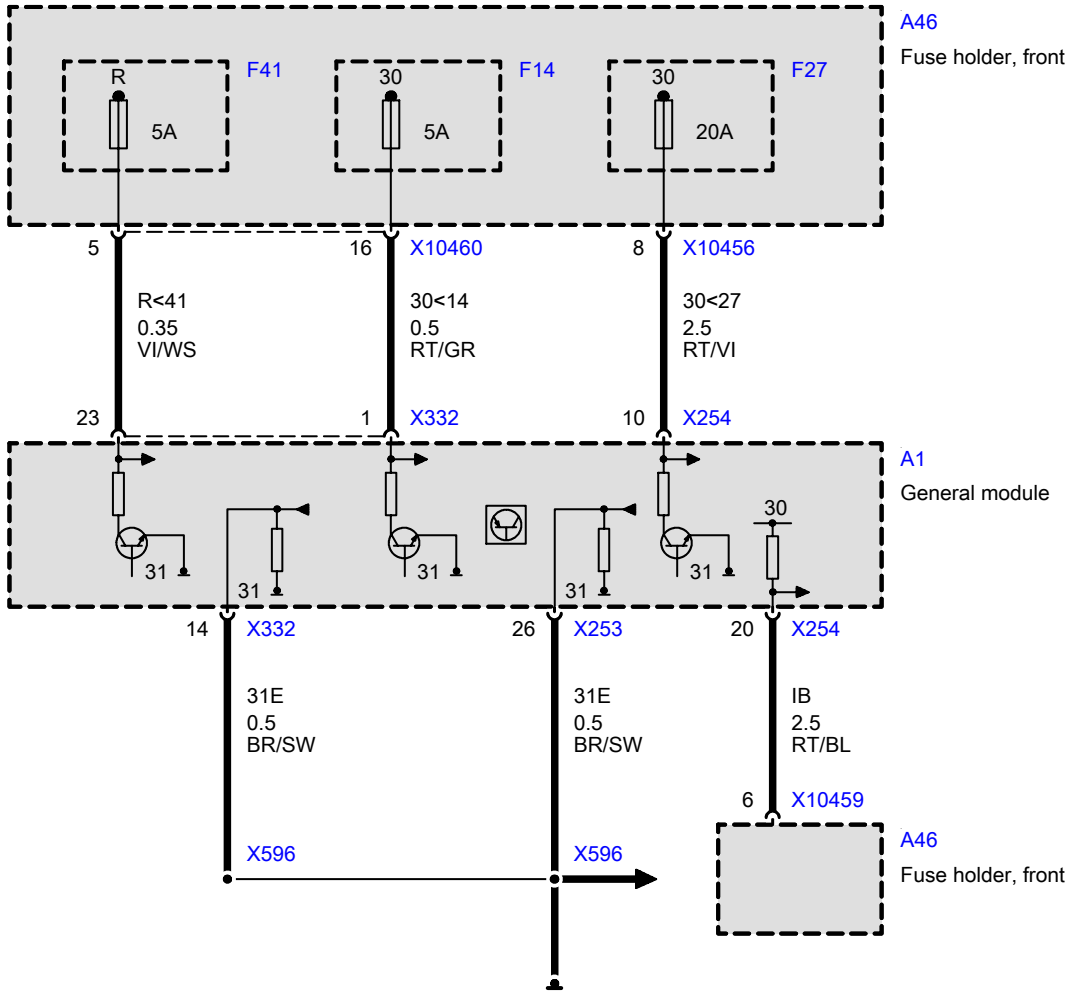 A46
Fuse holder, front
R
F41
30
F14
30
F27
5A
5A
20A
5
16
X10460
8
X10456
R<41
0.35
VI/WS
30<14
0.5
RT/GR
30<27
2.5
RT/VI
23
1
X332
10
X254
A1
General module
30
31
31
31
31
31
14
X332
26
X253
20
X254
31E
0.5
BR/SW
31E
0.5
BR/SW
IB
2.5
RT/BL
6
X10459
X596
X596
A46
Fuse holder, front